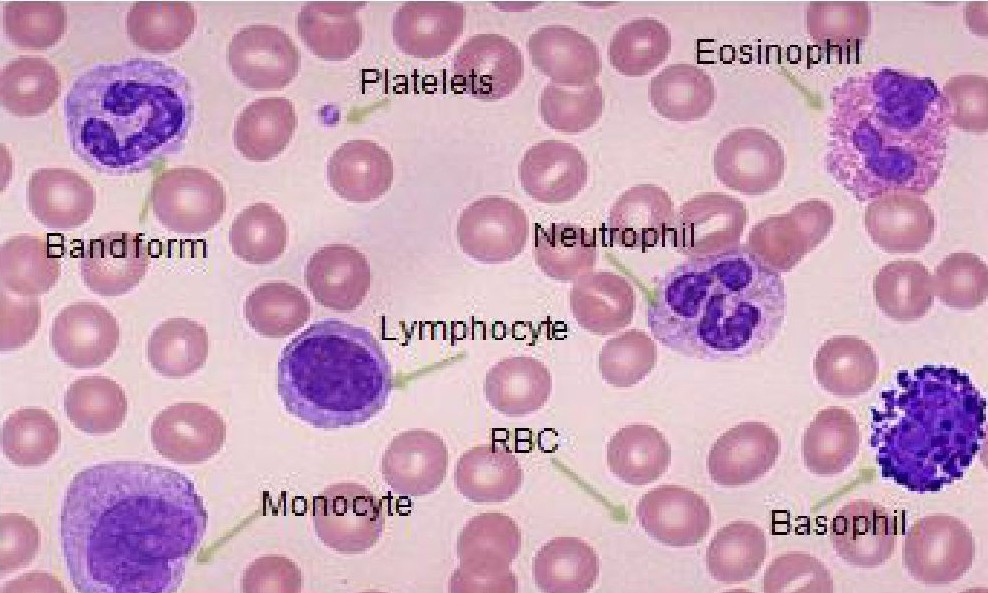 Eosinophil
Platelets
Neutrophil
Band form
Lymphocyte
RBC
Monocyte
Basophil